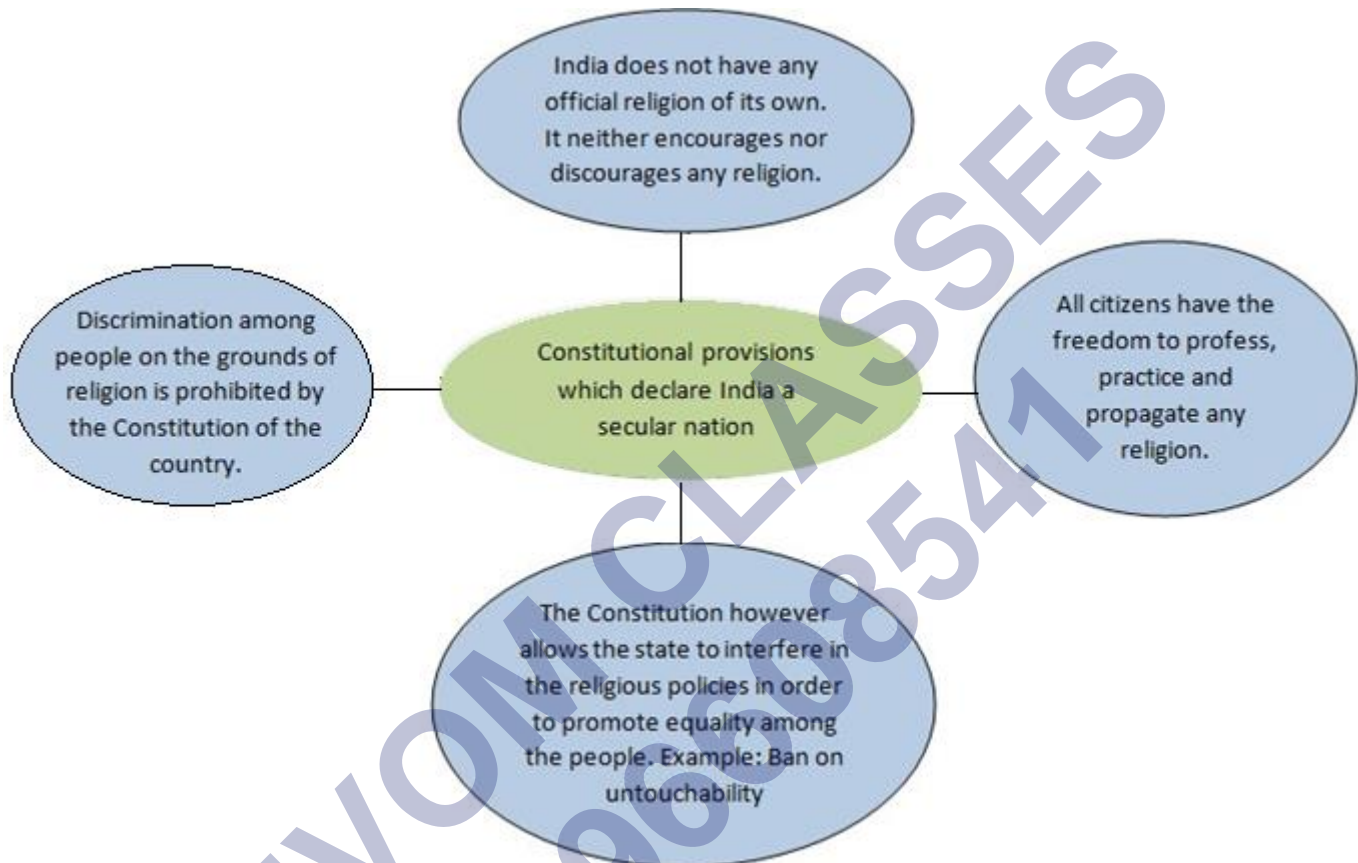 India does not have any
official religion of its own.
It neither encourages nor
discourages any religion.
Discrimination among
people on the grounds of
religion is prohibited by
the Constitution of the
country.
Constitutional provisions
which declare India a
secular nation
All citizens have the
freedom to profess,
practice and
propagate any
religion.
The Constitution however
allows the state to interfere in
the religious policies in order
to promote equality among
the people. Example: Ban on
untouchability
CLASSES